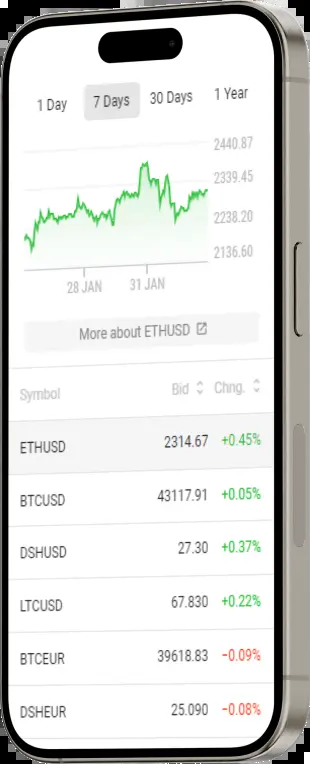 1 Day 7 Days 30 Days 1 Year
2440.87
2339.45
2238.20
2136.60
28 JAN 31 JAN
More about ETHUSD
Symbol Bid Chng.
ETHUSD 2314.67 +0.45%
BTCUSD 43117.91 +0.05%
DSHUSD 27.30 +0.37%
LTCUSD 67.830 +0.22%
BTCEUR 39618.83 −0.09%
DSHEUR 25.090 −0.08%